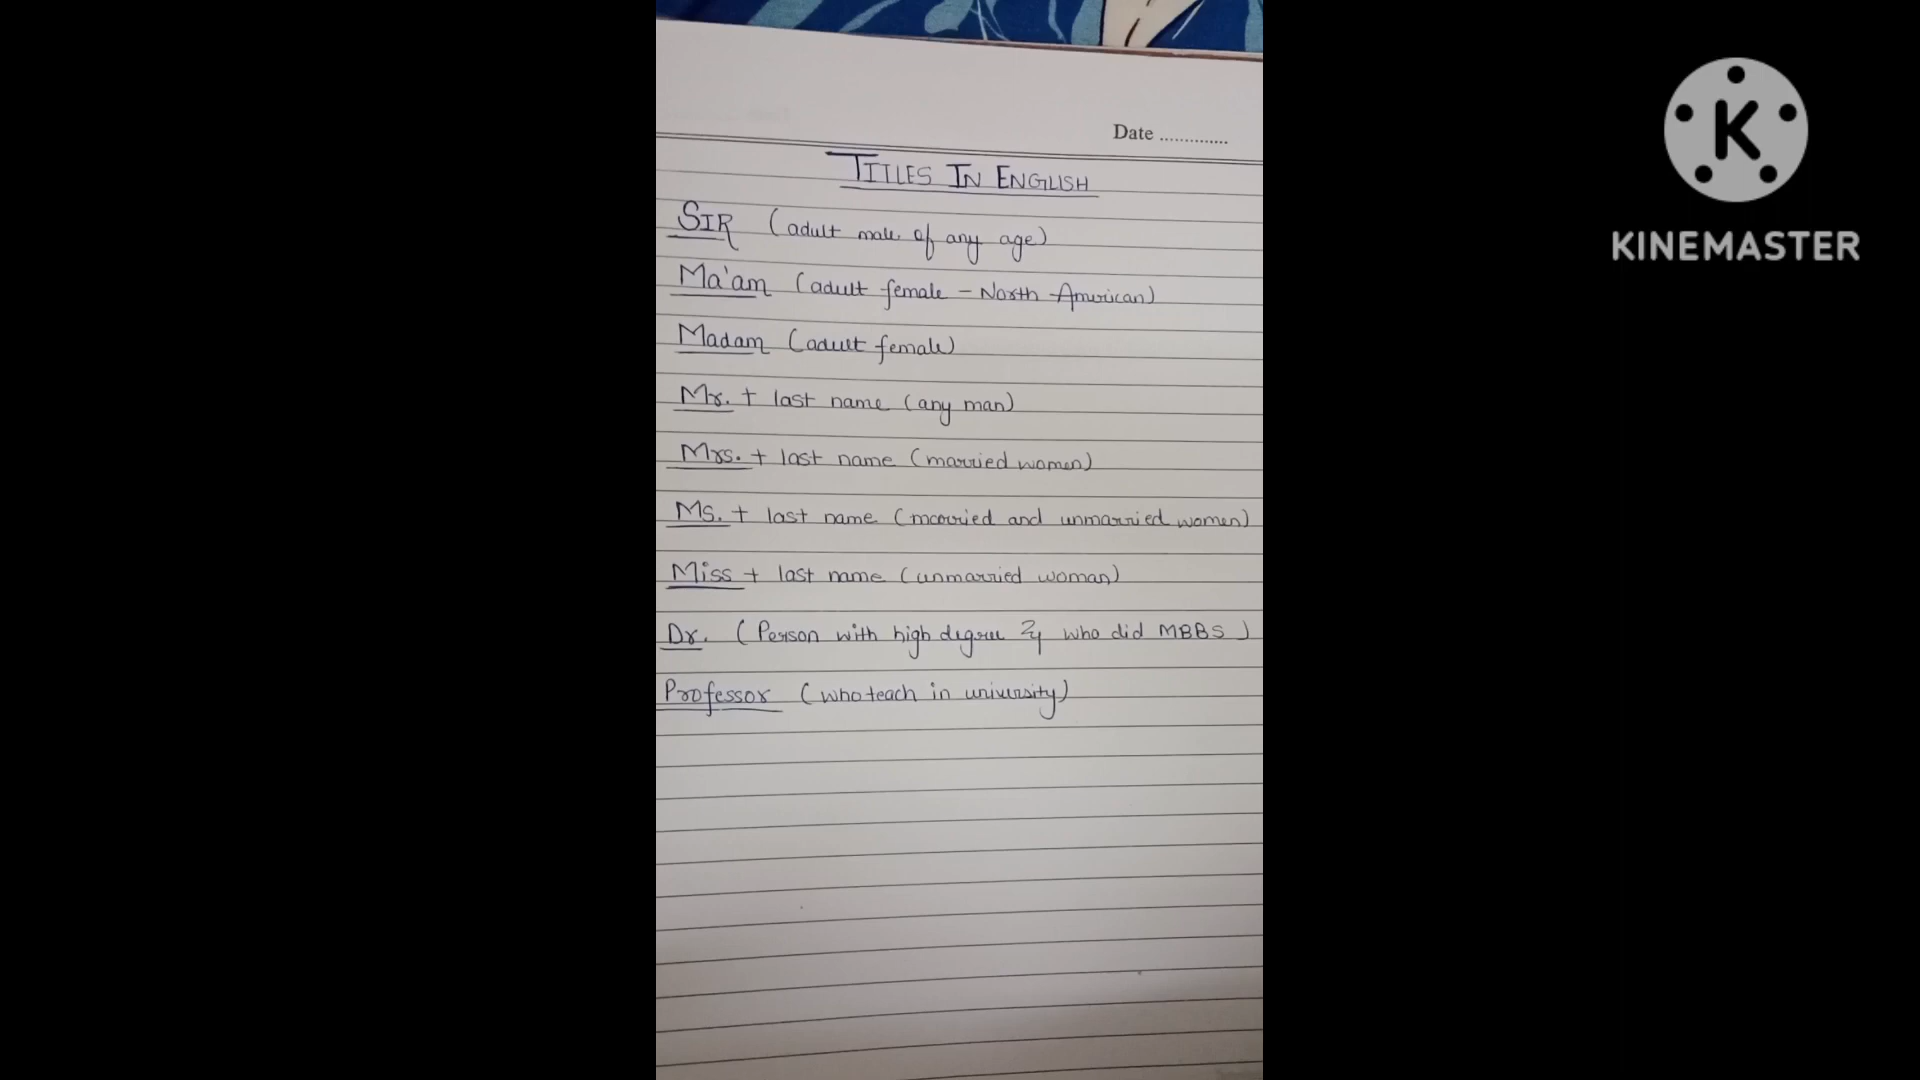 Date .............
TITLES IN ENGLISH
SIR (adult male of any age)
Ma'am (adult female - North American)
Madam (adult female)
Mr. + last name (any man)
Mrs. + last name (married women)
Ms. + last name (married and unmarried women)
Miss + last name (unmarried woman)
Dr. (Person with high degree & who did MBBS)
Professor (who teach in university)
K
KINEMASTER